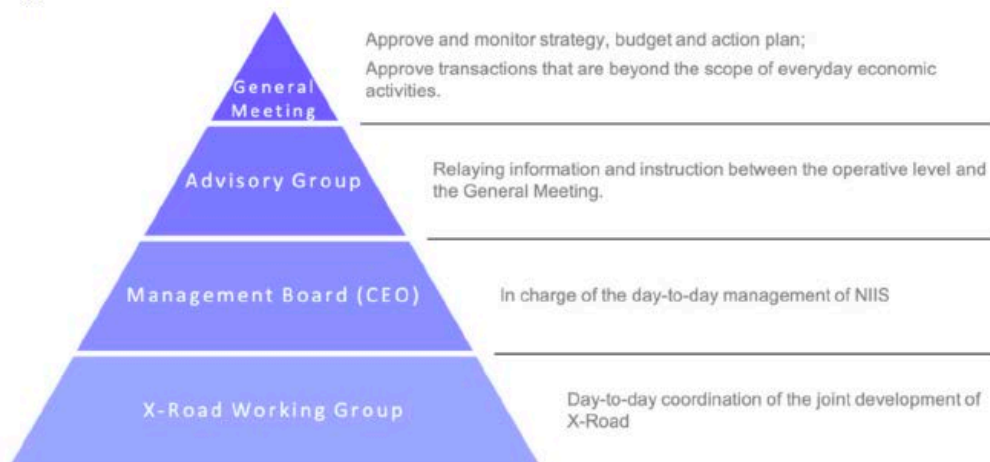 Approve and monitor strategy, budget and action plan;
Approve transactions that are beyond the scope of everyday economic
activities.
General
Meeting
Advisory Group
Relaying information and instruction between the operative level and
the General Meeting.
Management Board (CEO)
In charge of the day-to-day management of NIIS
X-Road Working Group
Day-to-day coordination of the joint development of
X-Road